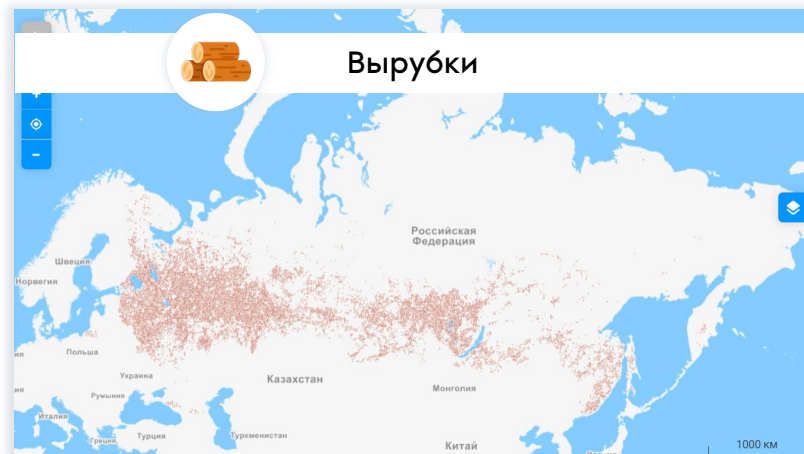 Вырубки
Российская
Федерация
Швеция
Норвегия
Польша
Украина
Казахстан
Румыния
Монголия
Италия
Греция
Турция
Туркменистан
Китай
1000 км